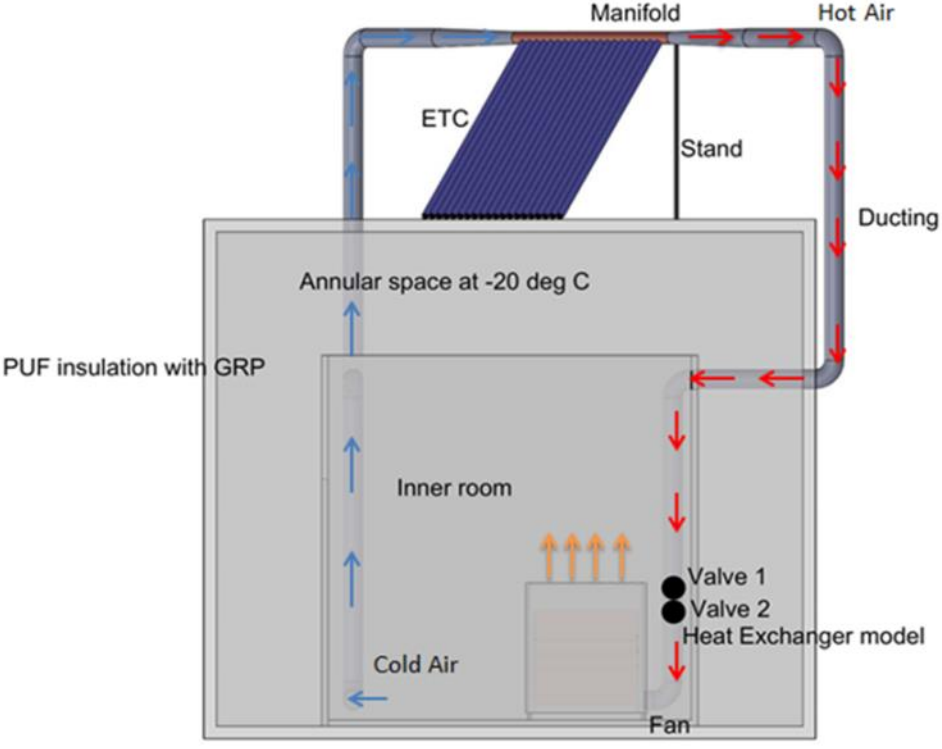 Manifold
Hot Air
ETC
Stand
Ducting
Annular space at -20 deg C
PUF insulation with GRP
Inner room
Valve 1
Valve 2
Heat Exchanger model
Cold Air
Fan